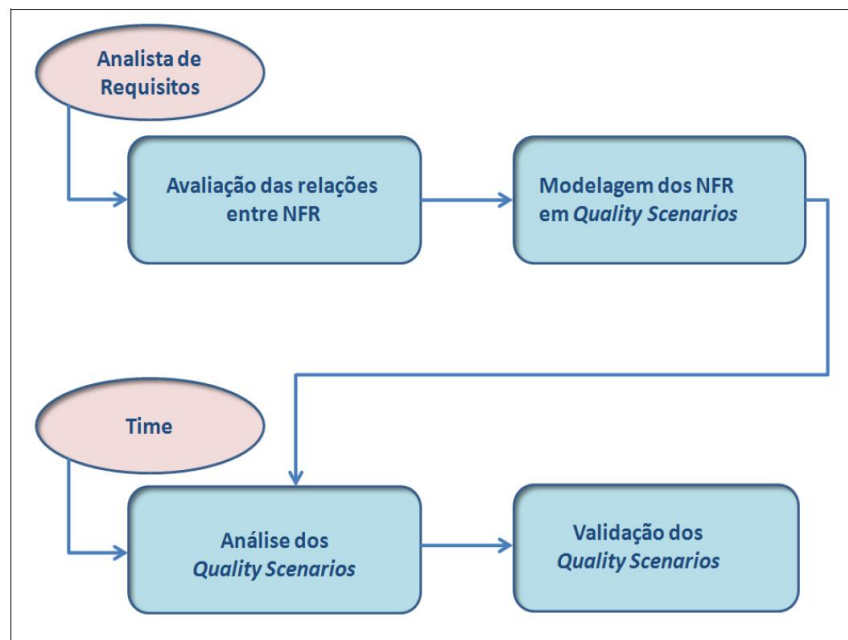 Analista de
Requisitos
Avaliação das relações
entre NFR
Modelagem dos NFR
em Quality Scenarios
Time
Análise dos
Quality Scenarios
Validação dos
Quality Scenarios